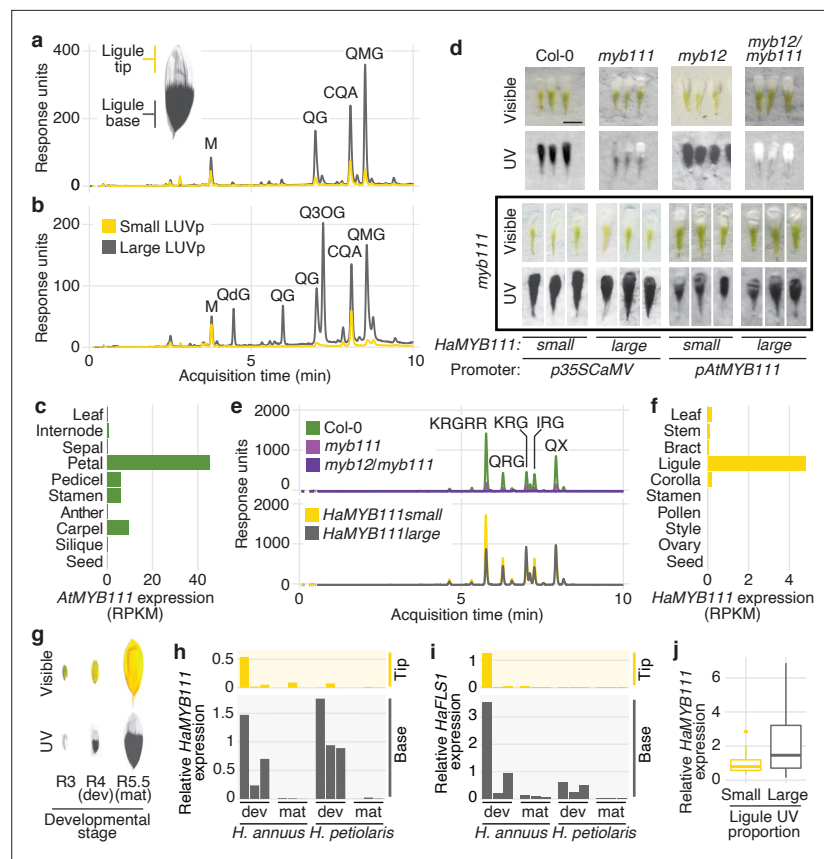 a
Ligule tip
Ligule base
Response units
400
200
0
M
QG
CQA
QMG
b
Small LUVp
Large LUVp
Response units
200
100
0
M
QdG
QG
QG
Q3OG
CQA
QMG
0
5
10
Acquisition time (min)
c
Leaf
Internode
Sepal
Petal
Pedicel
Stamen
Anther
Carpel
Silique
Seed
0
20
40
AtMYB111 expression
(RPKM)
d
Col-0
myb111
myb12
myb12/
myb111
Visible
UV
myb111
Visible
UV
HaMYB111:
small
large
small
large
Promoter:
p35SCaMV
pAtMYB111
e
Col-0
myb111
myb12/myb111
HaMYB111small
HaMYB111large
Response units
2000
1000
0
2000
1000
0
KRGRR
QRG
KRG
IRG
QX
0
5
10
Acquisition time (min)
f
Leaf
Stem
Bract
Ligule
Corolla
Stamen
Pollen
Style
Ovary
Seed
0
2
4
HaMYB111 expression
(RPKM)
g
Visible
UV
R3
R4
(dev)
R5.5
(mat)
Developmental
stage
h
Relative HaMYB111
expression
0.5
0
1.5
1
0.5
0
Tip
Base
dev
mat
dev
mat
H. annuus
H. petiolaris
i
Relative HaFLS1
expression
1
0
3
2
1
0
Tip
Base
dev
mat
dev
mat
H. annuus
H. petiolaris
j
Relative HaMYB111
expression
6
4
2
0
Small
Large
Ligule UV
proportion